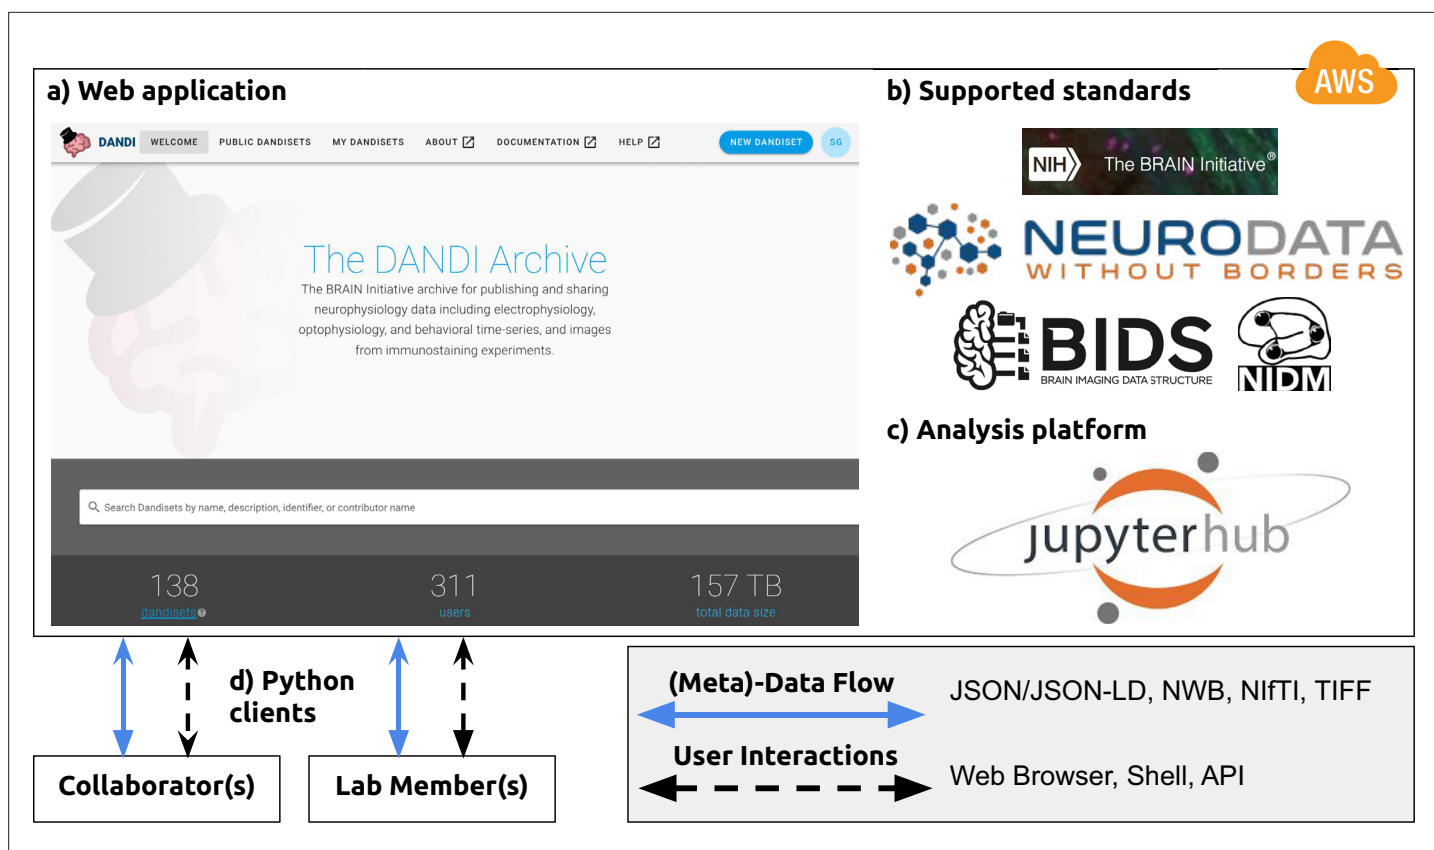 AWS
a) Web application
DANDI WELCOME PUBLIC DANDISETS MY DANDISETS ABOUT DOCUMENTATION HELP NEW DANDISET SG
The DANDI Archive
The BRAIN Initiative archive for publishing and sharing
neurophysiology data including electrophysiology,
optophysiology, and behavioral time-series, and images
from immunostaining experiments.
Search Dandisets by name, description, identifier, or contributor name
138 311 157 TB
dandisets users total data size
b) Supported standards
NIH The BRAIN Initiative®
NEURODATA
WITHOUT BORDERS
BIDS
BRAIN IMAGING DATA STRUCTURE
NIDM
c) Analysis platform
jupyterhub
d) Python
clients
Collaborator(s)
Lab Member(s)
(Meta)-Data Flow
JSON/JSON-LD, NWB, NIfTI, TIFF
User Interactions
Web Browser, Shell, API